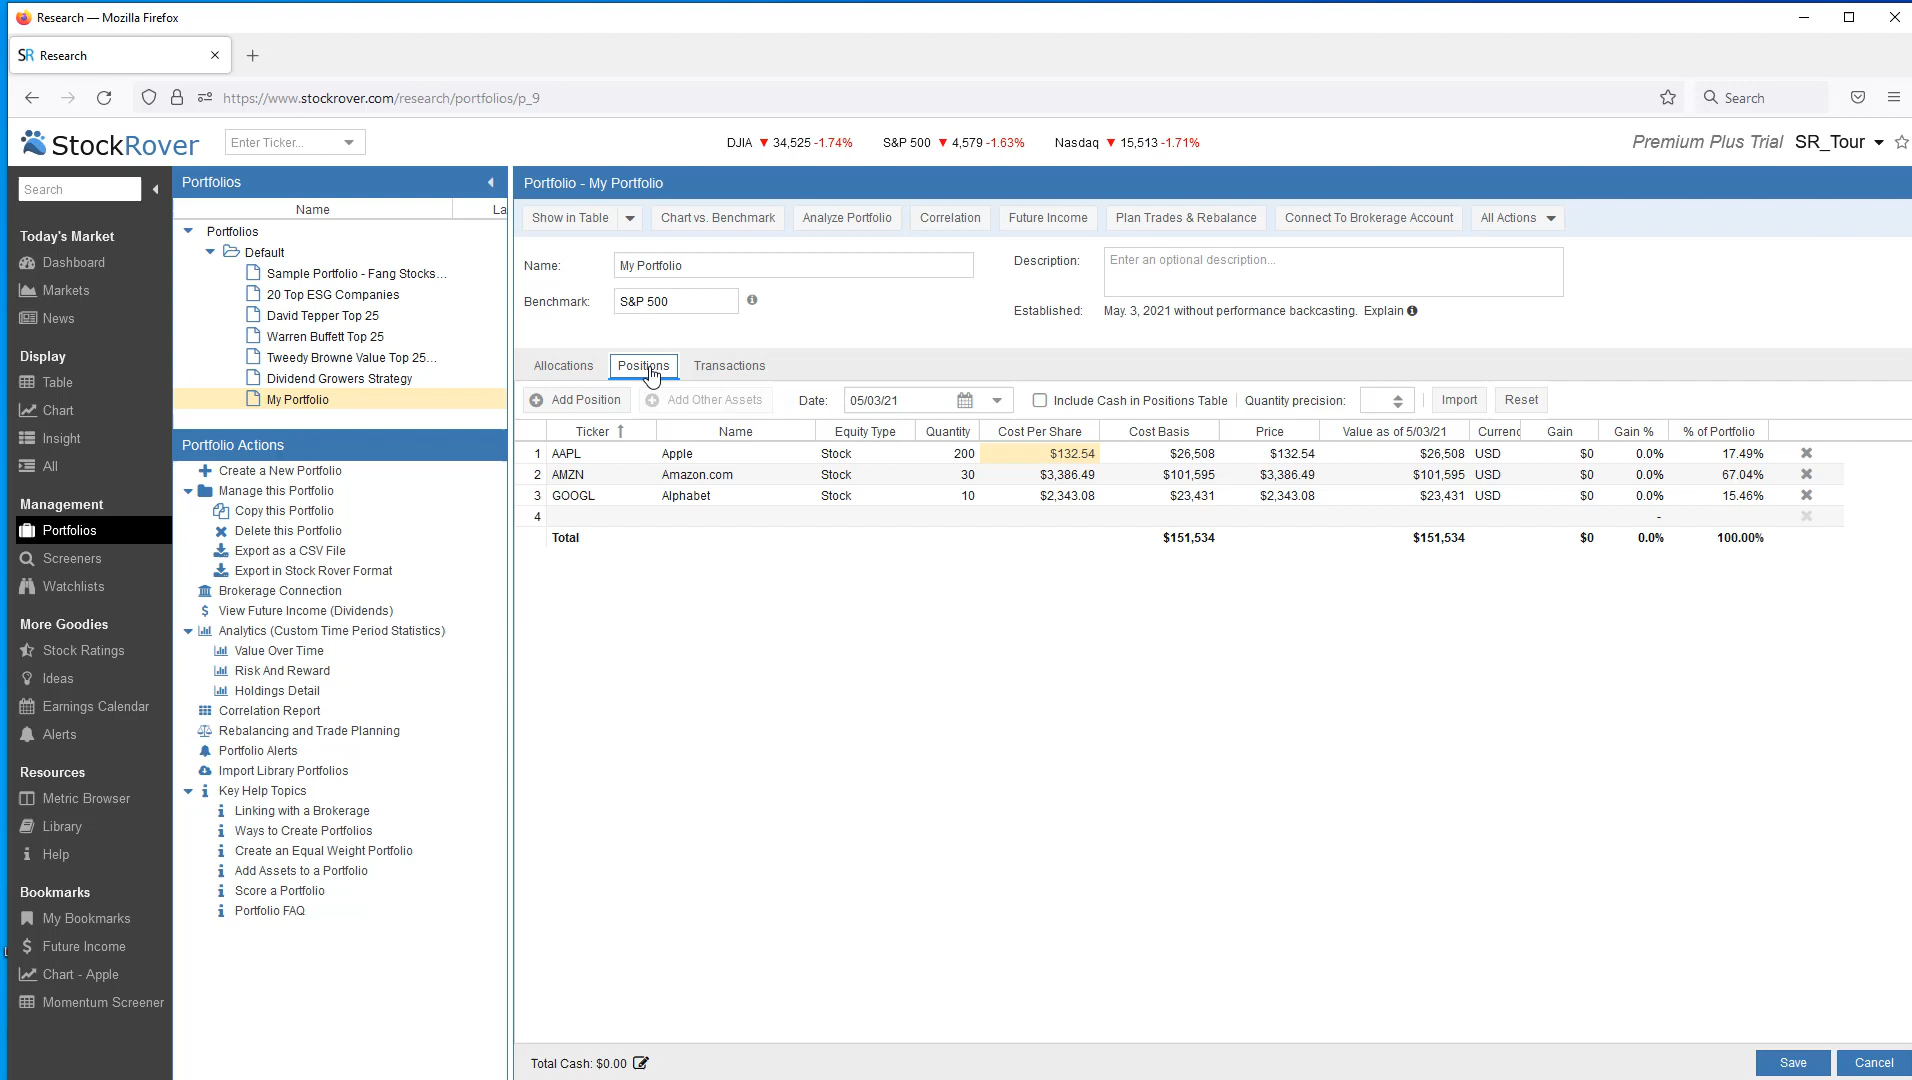 Research — Mozilla Firefox
SR Research
https://www.stockrover.com/research/portfolios/p_9
Search
StockRover
Enter Ticker...
DJIA ▼ 34,525 -1.74% S&P 500 ▼ 4,579 -1.63% Nasdaq ▼ 15,513 -1.71%
Premium Plus Trial SR_Tour
Search
Today's Market
Dashboard
Markets
News
Display
Table
Chart
Insight
All
Management
Portfolios
Screeners
Watchlists
More Goodies
Stock Ratings
Ideas
Earnings Calendar
Alerts
Resources
Metric Browser
Library
Help
Bookmarks
My Bookmarks
Future Income
Chart - Apple
Momentum Screener
Portfolios
Name La
Portfolios
Default
Sample Portfolio - Fang Stocks...
20 Top ESG Companies
David Tepper Top 25
Warren Buffett Top 25
Tweedy Browne Value Top 25...
Dividend Growers Strategy
My Portfolio
Portfolio Actions
Create a New Portfolio
Manage this Portfolio
Copy this Portfolio
Delete this Portfolio
Export as a CSV File
Export in Stock Rover Format
Brokerage Connection
View Future Income (Dividends)
Analytics (Custom Time Period Statistics)
Value Over Time
Risk And Reward
Holdings Detail
Correlation Report
Rebalancing and Trade Planning
Portfolio Alerts
Import Library Portfolios
Key Help Topics
Linking with a Brokerage
Ways to Create Portfolios
Create an Equal Weight Portfolio
Add Assets to a Portfolio
Score a Portfolio
Portfolio FAQ
Portfolio - My Portfolio
Show in Table Chart vs. Benchmark Analyze Portfolio Correlation Future Income Plan Trades & Rebalance Connect To Brokerage Account All Actions
Name: My Portfolio Description: Enter an optional description...
Benchmark: S&P 500 Established: May. 3, 2021 without performance backcasting. Explain
Allocations Positions Transactions
Add Position Add Other Assets Date: 05/03/21 Include Cash in Positions Table Quantity precision: Import Reset
Ticker Name Equity Type Quantity Cost Per Share Cost Basis Price Value as of 5/03/21 Currenc Gain Gain % % of Portfolio
1 AAPL Apple Stock 200 $132.54 $26,508 $132.54 $26,508 USD $0 0.0% 17.49%
2 AMZN Amazon.com Stock 30 $3,386.49 $101,595 $3,386.49 $101,595 USD $0 0.0% 67.04%
3 GOOGL Alphabet Stock 10 $2,343.08 $23,431 $2,343.08 $23,431 USD $0 0.0% 15.46%
4 -
Total $151,534 $151,534 $0 0.0% 100.00%
Total Cash: $0.00
Save Cancel